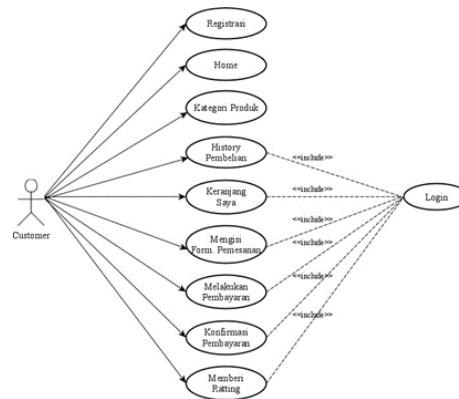 Registrasi
Home
Kategori Produk
History
Pembelian
<<include>>
Keranjang
Saya
<<include>>
Login
Customer
<<include>>
Mengisi
Form. Pemesanan
<<include>>
Melakukan
Pembayaran
<<include>>
Konfirmasi
Pembayaran
<<include>>
Memberi
Ratting